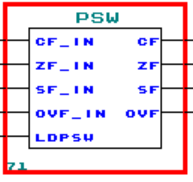 PSW
CF_IN CF
ZF_IN ZF
SF_IN SF
OVF_IN OVF
LDPSW
71